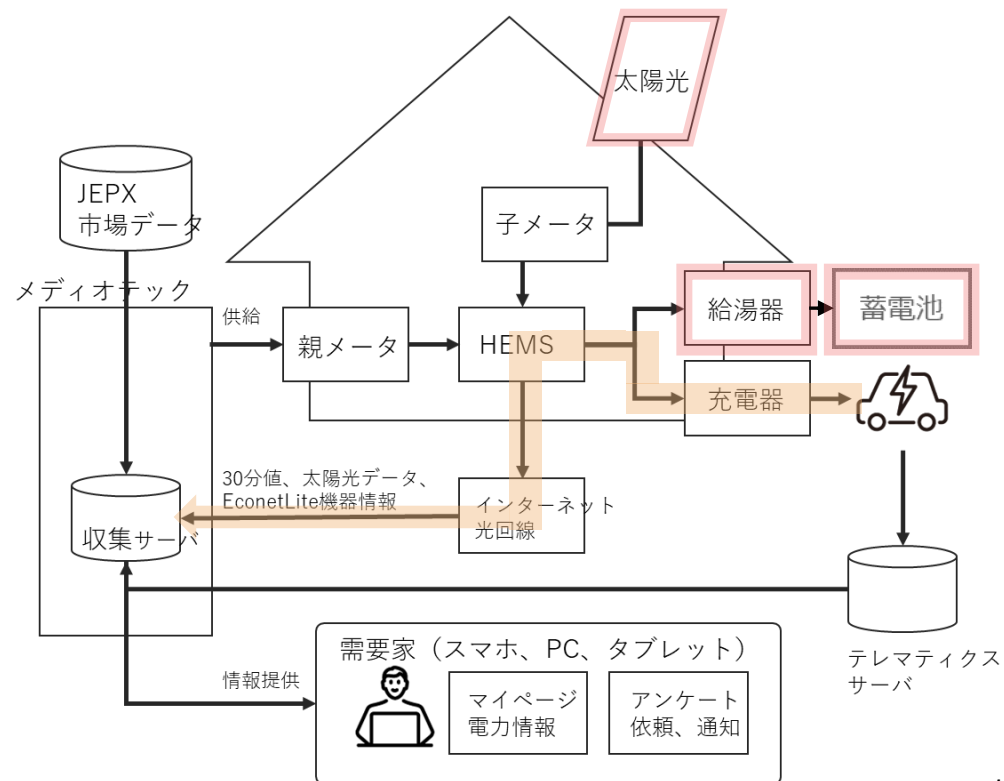 太陽光
JEPX
市場データ
子メータ
メディオテック
供給
親メータ
HEMS
給湯器
蓄電池
充電器
30分値、太陽光データ、
EconetLite機器情報
インターネット
光回線
収集サーバ
テレマティクス
サーバ
情報提供
需要家（スマホ、PC、タブレット）
マイページ
電力情報
アンケート
依頼、通知